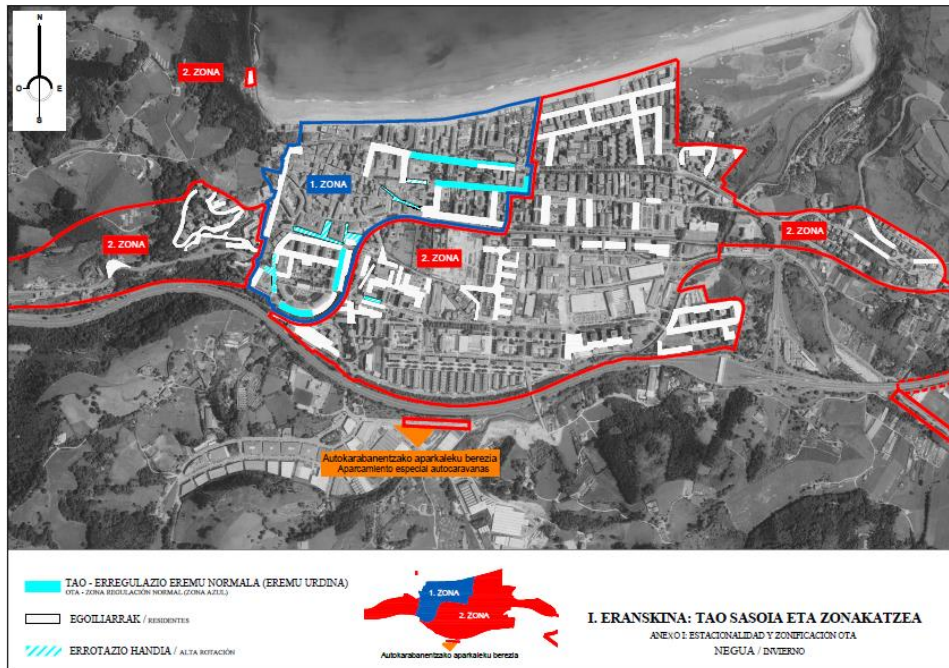 N
O
E
S
2. ZONA
1. ZONA
2. ZONA
2. ZONA
2. ZONA
Autokarabanentzako aparkaleku berezia
Aparcamiento especial autocaravanas
TAO - ERREGULAZIO EREMU NORMALA (EREMU URDINA)
OTA - ZONA REGULACIÓN NORMAL (ZONA AZUL)
EGOILIARRAK / RESIDENTES
ERROTAZIO HANDIA / ALTA ROTACIÓN
1. ZONA
2. ZONA
Autokarabanentzako aparkaleku berezia
I. ERANSKINA: TAO SASOIA ETA ZONAKATZEA
ANEXO I: ESTACIONALIDAD Y ZONIFICACIÓN OTA
NEGUA / INVIERNO